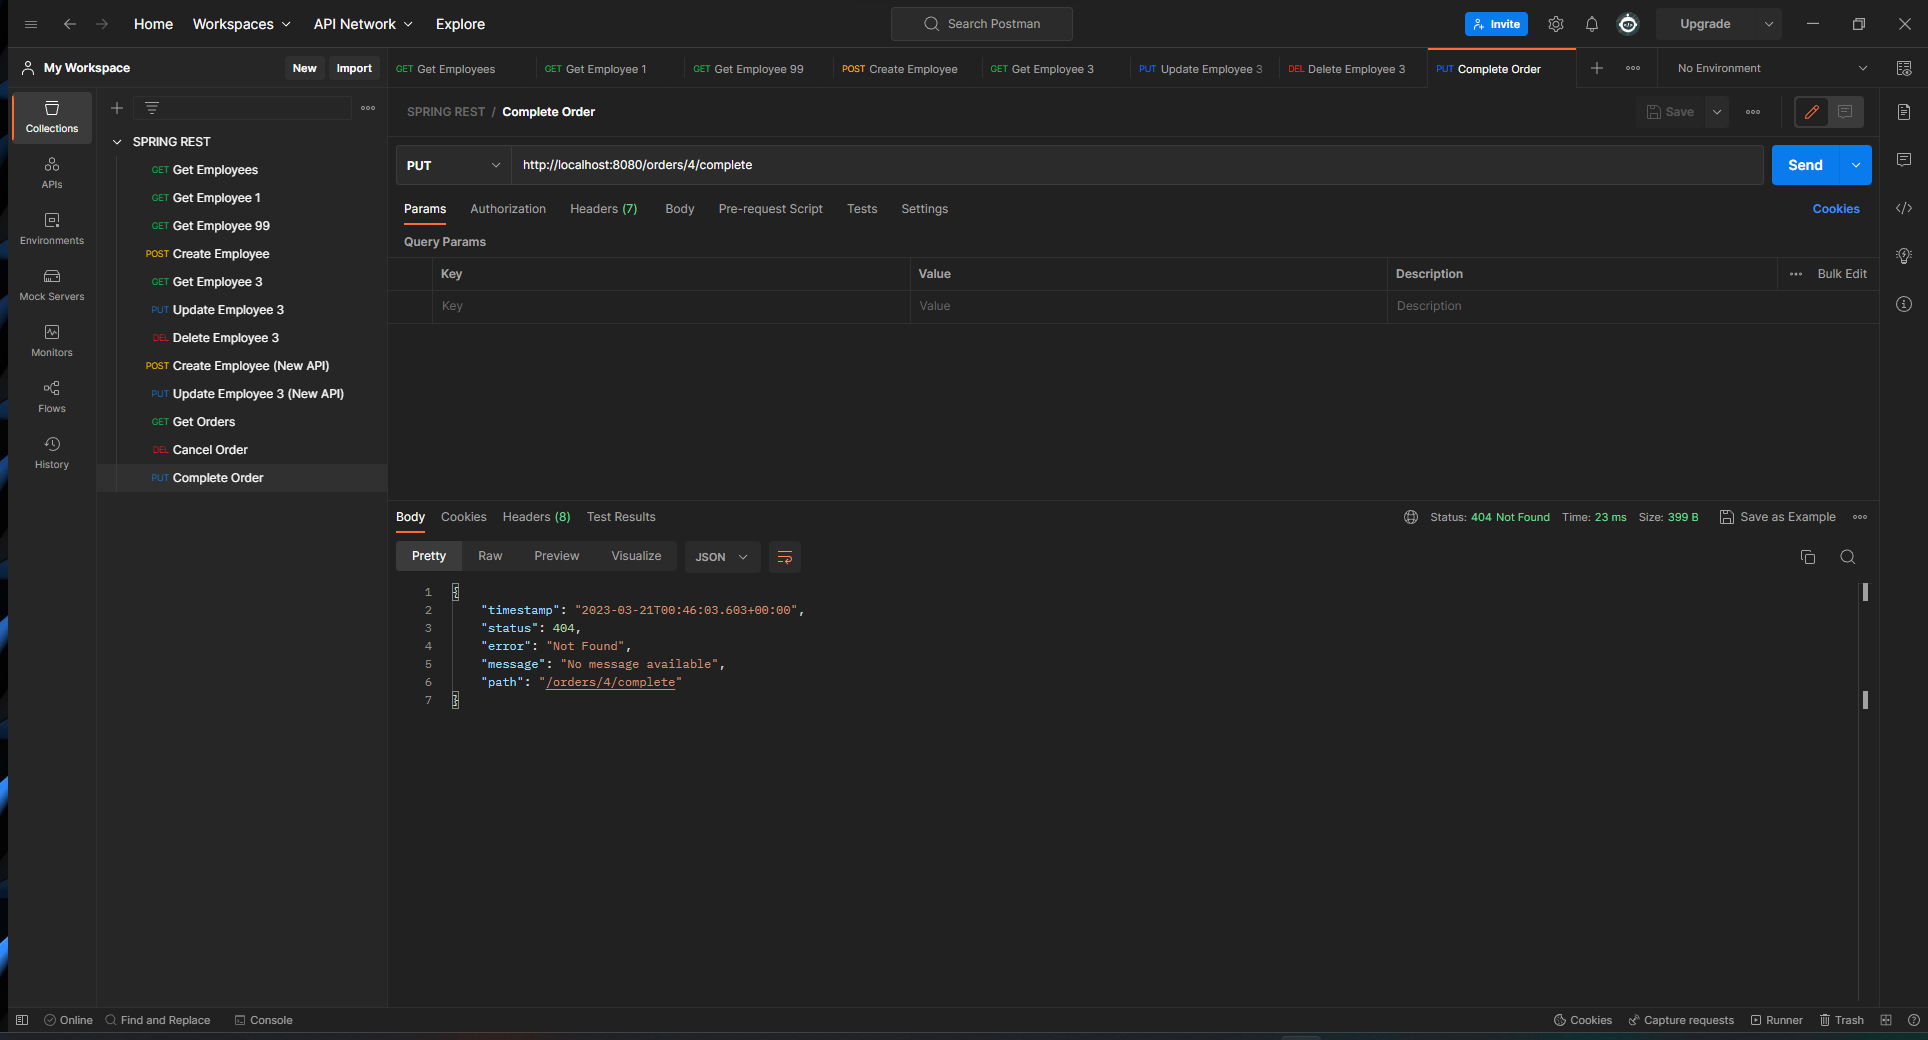 Home Workspaces API Network Explore Search Postman Invite Upgrade
My Workspace New Import GET Get Employees GET Get Employee 1 GET Get Employee 99 POST Create Employee GET Get Employee 3 PUT Update Employee 3 DEL Delete Employee 3 PUT Complete Order No Environment
Collections
APIs
Environments
Mock Servers
Monitors
Flows
History
SPRING REST
GET Get Employees
GET Get Employee 1
GET Get Employee 99
POST Create Employee
GET Get Employee 3
PUT Update Employee 3
DEL Delete Employee 3
POST Create Employee (New API)
PUT Update Employee 3 (New API)
GET Get Orders
DEL Cancel Order
PUT Complete Order
SPRING REST / Complete Order Save
PUT http://localhost:8080/orders/4/complete Send
Params Authorization Headers (7) Body Pre-request Script Tests Settings Cookies
Query Params
Key Value Description Bulk Edit
Key Value Description
Body Cookies Headers (8) Test Results Status: 404 Not Found Time: 23 ms Size: 399 B Save as Example
Pretty Raw Preview Visualize JSON
1 {
2 "timestamp": "2023-03-21T00:46:03.603+00:00",
3 "status": 404,
4 "error": "Not Found",
5 "message": "No message available",
6 "path": "/orders/4/complete"
7 }
Online Find and Replace Console Cookies Capture requests Runner Trash